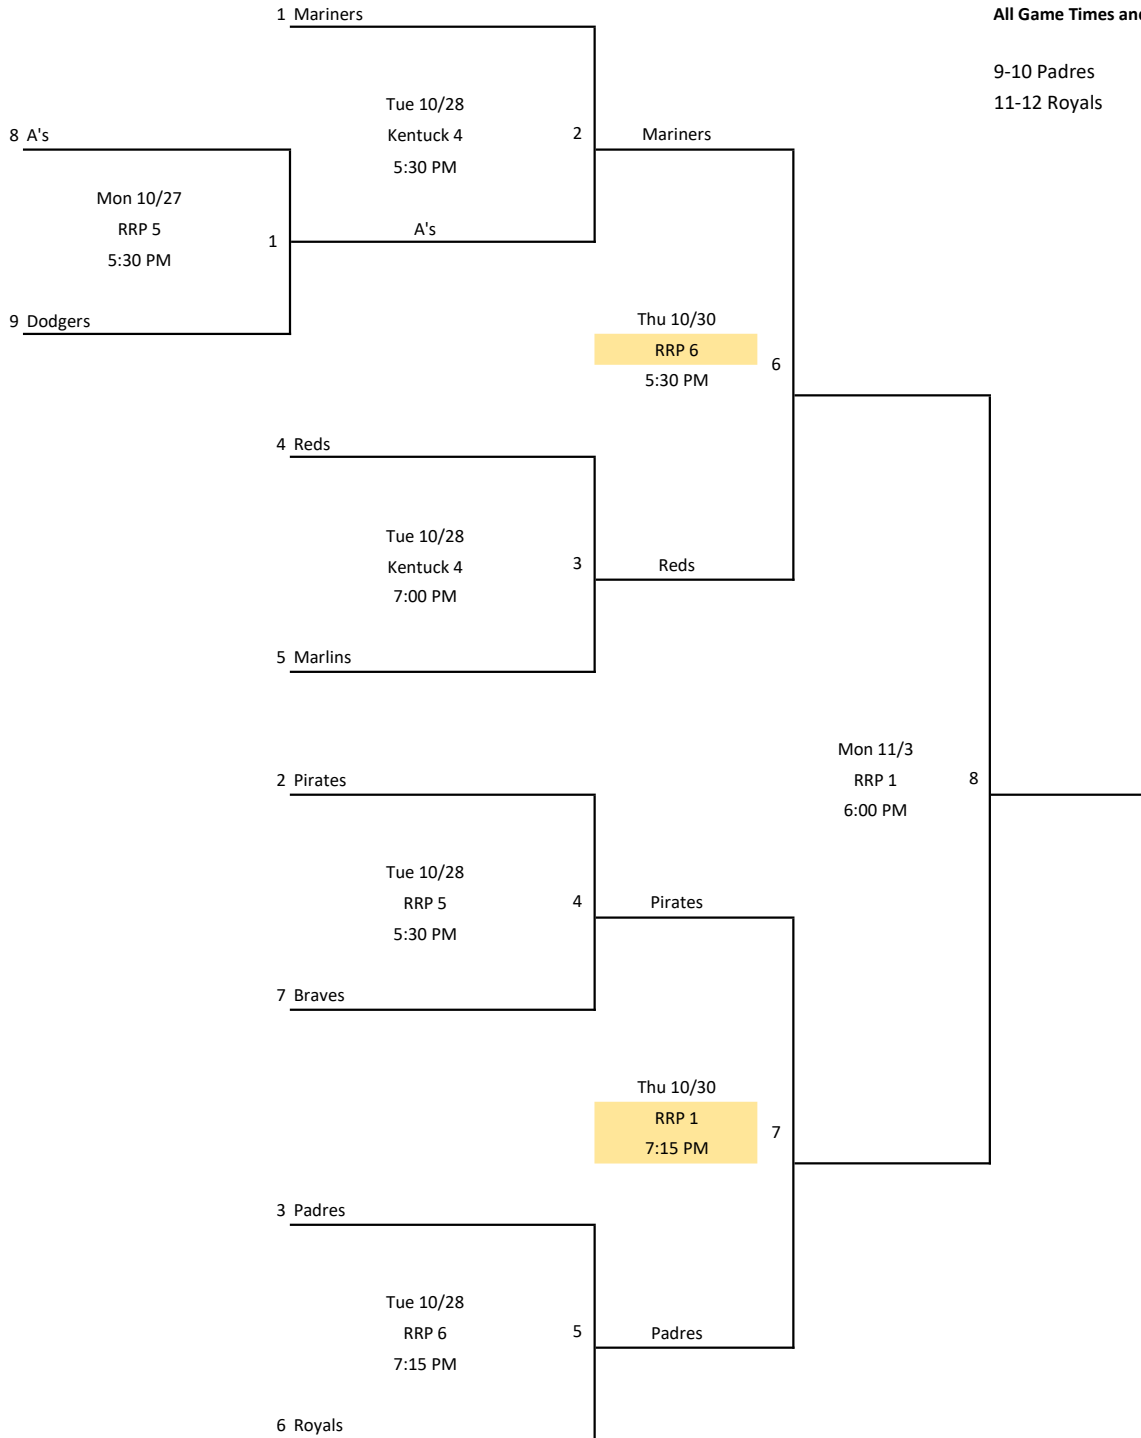 1 Mariners
All Game Times and
9-10 Padres
11-12 Royals
Tue 10/28
Kentuck 4
5:30 PM
2
Mariners
8 A's
Mon 10/27
RRP 5
5:30 PM
1
A's
9 Dodgers
Thu 10/30
RRP 6
5:30 PM
6
4 Reds
Tue 10/28
Kentuck 4
7:00 PM
3
Reds
5 Marlins
Mon 11/3
RRP 1
6:00 PM
8
2 Pirates
Tue 10/28
RRP 5
5:30 PM
4
Pirates
7 Braves
Thu 10/30
RRP 1
7:15 PM
7
3 Padres
Tue 10/28
RRP 6
7:15 PM
5
Padres
6 Royals